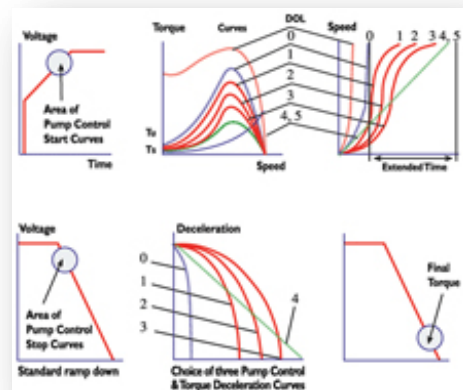 Voltage
Area of
Pump Control
Start Curves
Time
Torque
Curves
DOL
0
1
2
3
4, 5
To
Ts
Speed
Speed
0
1 2
3 4, 5
Extended Time
Voltage
Area of
Pump Control
Stop Curves
Standard ramp down
Deceleration
0
1
2
3
4
Choice of three Pump Control
& Torque Deceleration Curves
Final
Torque